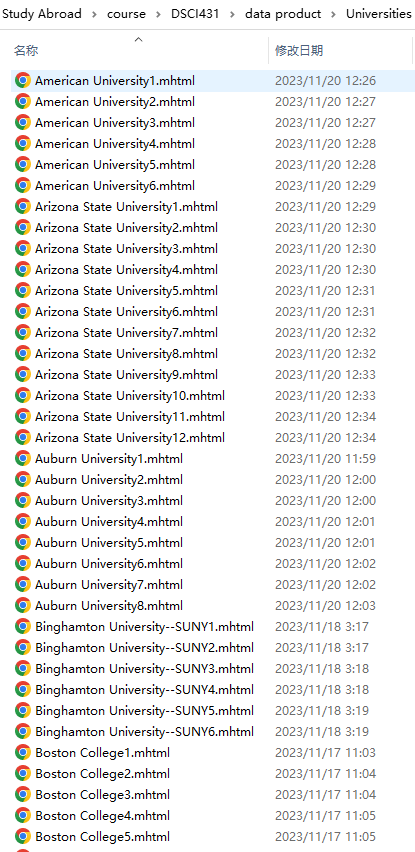 Study Abroad > course > DSCI431 > data product > Universities
名称 修改日期
American University1.mhtml 2023/11/20 12:26
American University2.mhtml 2023/11/20 12:27
American University3.mhtml 2023/11/20 12:27
American University4.mhtml 2023/11/20 12:28
American University5.mhtml 2023/11/20 12:28
American University6.mhtml 2023/11/20 12:29
Arizona State University1.mhtml 2023/11/20 12:29
Arizona State University2.mhtml 2023/11/20 12:30
Arizona State University3.mhtml 2023/11/20 12:30
Arizona State University4.mhtml 2023/11/20 12:30
Arizona State University5.mhtml 2023/11/20 12:31
Arizona State University6.mhtml 2023/11/20 12:31
Arizona State University7.mhtml 2023/11/20 12:32
Arizona State University8.mhtml 2023/11/20 12:32
Arizona State University9.mhtml 2023/11/20 12:33
Arizona State University10.mhtml 2023/11/20 12:33
Arizona State University11.mhtml 2023/11/20 12:34
Arizona State University12.mhtml 2023/11/20 12:34
Auburn University1.mhtml 2023/11/20 11:59
Auburn University2.mhtml 2023/11/20 12:00
Auburn University3.mhtml 2023/11/20 12:00
Auburn University4.mhtml 2023/11/20 12:01
Auburn University5.mhtml 2023/11/20 12:01
Auburn University6.mhtml 2023/11/20 12:02
Auburn University7.mhtml 2023/11/20 12:02
Auburn University8.mhtml 2023/11/20 12:03
Binghamton University--SUNY1.mhtml 2023/11/18 3:17
Binghamton University--SUNY2.mhtml 2023/11/18 3:17
Binghamton University--SUNY3.mhtml 2023/11/18 3:18
Binghamton University--SUNY4.mhtml 2023/11/18 3:18
Binghamton University--SUNY5.mhtml 2023/11/18 3:19
Binghamton University--SUNY6.mhtml 2023/11/18 3:19
Boston College1.mhtml 2023/11/17 11:03
Boston College2.mhtml 2023/11/17 11:04
Boston College3.mhtml 2023/11/17 11:04
Boston College4.mhtml 2023/11/17 11:05
Boston College5.mhtml 2023/11/17 11:05